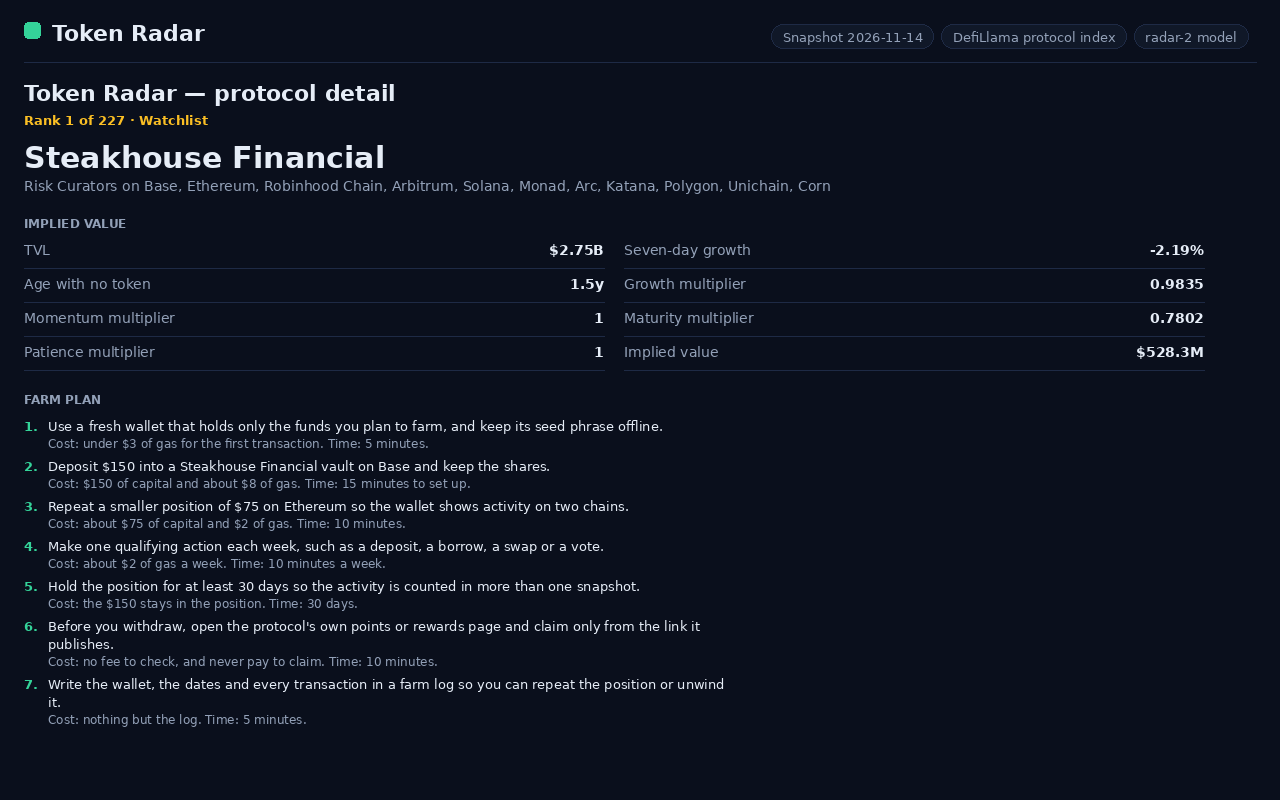 Token Radar
Snapshot 2026-11-14
DefiLlama protocol index
radar-2 model
Token Radar — protocol detail
Rank 1 of 227 · Watchlist
Steakhouse Financial
Risk Curators on Base, Ethereum, Robinhood Chain, Arbitrum, Solana, Monad, Arc, Katana, Polygon, Unichain, Corn
IMPLIED VALUE
TVL $2.75B
Seven-day growth -2.19%
Age with no token 1.5y
Growth multiplier 0.9835
Momentum multiplier 1
Maturity multiplier 0.7802
Patience multiplier 1
Implied value $528.3M
FARM PLAN
1. Use a fresh wallet that holds only the funds you plan to farm, and keep its seed phrase offline.
Cost: under $3 of gas for the first transaction. Time: 5 minutes.
2. Deposit $150 into a Steakhouse Financial vault on Base and keep the shares.
Cost: $150 of capital and about $8 of gas. Time: 15 minutes to set up.
3. Repeat a smaller position of $75 on Ethereum so the wallet shows activity on two chains.
Cost: about $75 of capital and $2 of gas. Time: 10 minutes.
4. Make one qualifying action each week, such as a deposit, a borrow, a swap or a vote.
Cost: about $2 of gas a week. Time: 10 minutes a week.
5. Hold the position for at least 30 days so the activity is counted in more than one snapshot.
Cost: the $150 stays in the position. Time: 30 days.
6. Before you withdraw, open the protocol's own points or rewards page and claim only from the link it
publishes.
Cost: no fee to check, and never pay to claim. Time: 10 minutes.
7. Write the wallet, the dates and every transaction in a farm log so you can repeat the position or unwind
it.
Cost: nothing but the log. Time: 5 minutes.